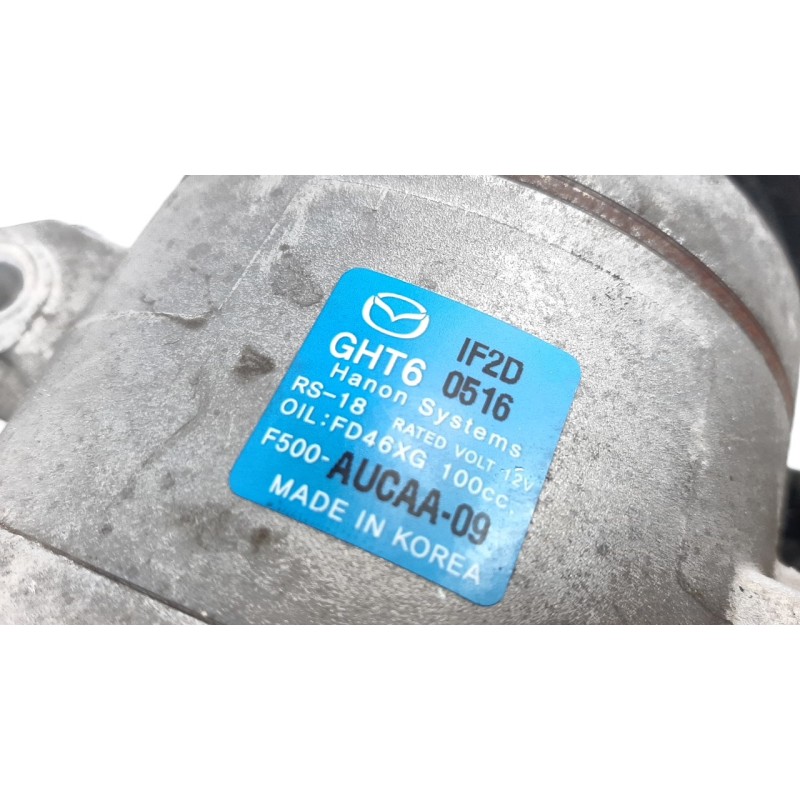 GHT6 IF2D
Hanon Systems 0516
RS-18 RATED VOLT 12V
OIL:FD46XG 100cc.
F500-AUCAA-09
MADE IN KOREA